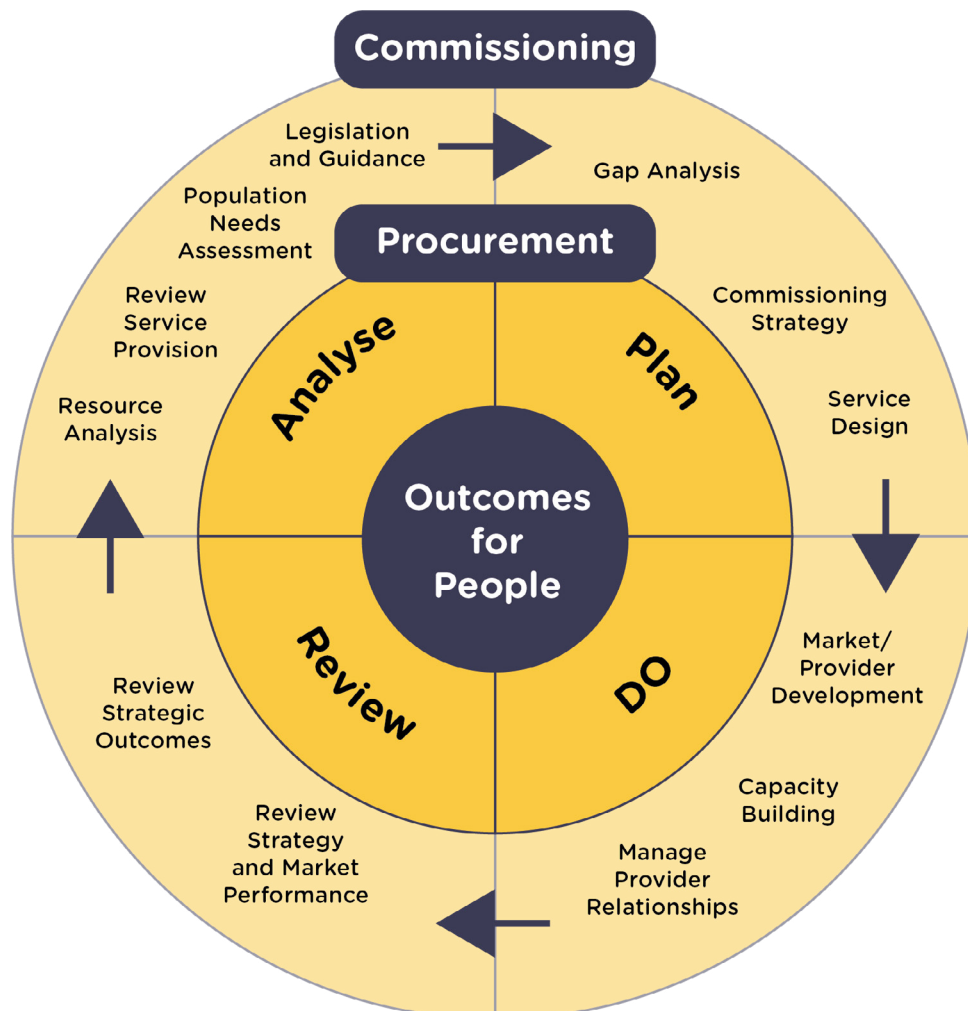 Commissioning
Legislation
and Guidance
Gap Analysis
Population
Needs
Assessment
Procurement
Review
Service
Provision
Commissioning
Strategy
Analyse
Plan
Resource
Analysis
Service
Design
Outcomes
for
People
Review
DO
Market/
Provider
Development
Review
Strategic
Outcomes
Capacity
Building
Review
Strategy
and Market
Performance
Manage
Provider
Relationships